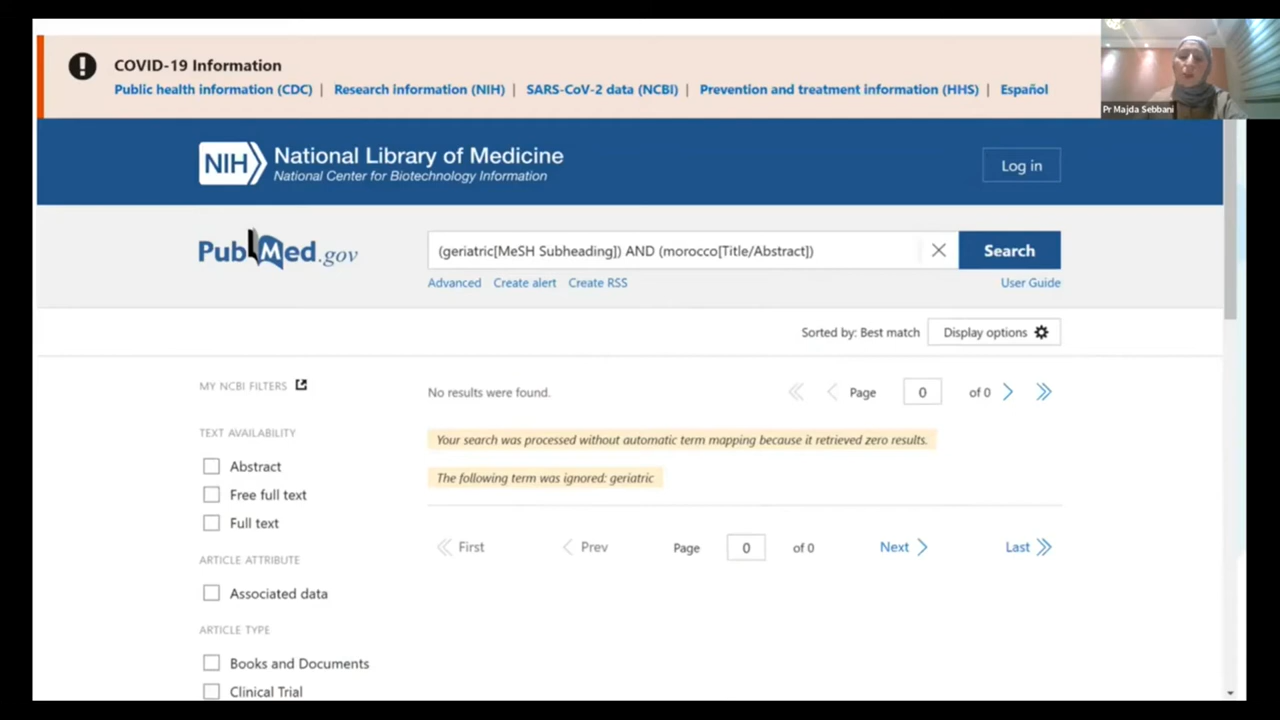 COVID-19 Information
Public health information (CDC) | Research information (NIH) | SARS-CoV-2 data (NCBI) | Prevention and treatment information (HHS) | Español
Pr Majda Sebbani
NIH National Library of Medicine
National Center for Biotechnology Information
Log in
PubMed.gov
(geriatric[MeSH Subheading]) AND (morocco[Title/Abstract])
Search
Advanced Create alert Create RSS
User Guide
Sorted by: Best match
Display options
MY NCBI FILTERS
No results were found.
Page 0 of 0
TEXT AVAILABILITY
Your search was processed without automatic term mapping because it retrieved zero results.
Abstract
The following term was ignored: geriatric
Free full text
Full text
First Prev Page 0 of 0 Next Last
ARTICLE ATTRIBUTE
Associated data
ARTICLE TYPE
Books and Documents
Clinical Trial